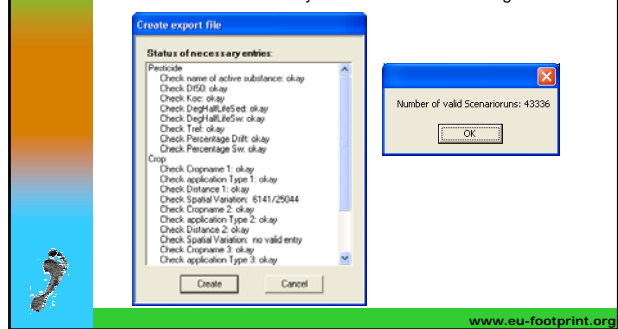 Create export file
Status of necessary entries:
Pesticide
Check name of active substance: okay
Check Dt50: okay
Check Koc: okay
Check DegHalfLifeSed: okay
Check DegHalfLifeSw: okay
Check Tref: okay
Check Percentage Drift: okay
Check Percentage Sw: okay
Crop
Check Cropname 1: okay
Check application Type 1: okay
Check Distance 1: okay
Check Spatial Variation: 6141/25044
Check Cropname 2: okay
Check application Type 2: okay
Check Distance 2: okay
Check Spatial Variation: no valid entry
Check Cropname 3: okay
Check application Type 3: okay
Create
Cancel
Number of valid Scenarioruns: 43336
OK
www.eu-footprint.org